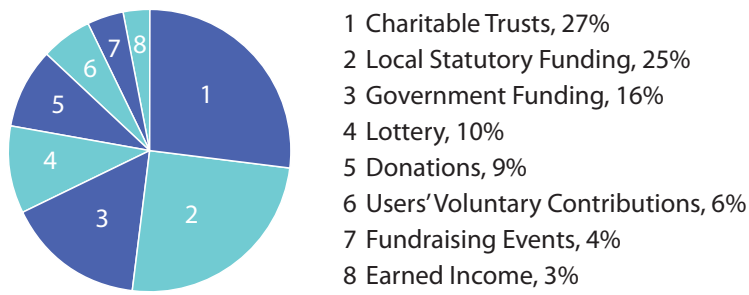 1 Charitable Trusts, 27%
2 Local Statutory Funding, 25%
3 Government Funding, 16%
4 Lottery, 10%
5 Donations, 9%
6 Users' Voluntary Contributions, 6%
7 Fundraising Events, 4%
8 Earned Income, 3%
1
2
3
4
5
6
7
8